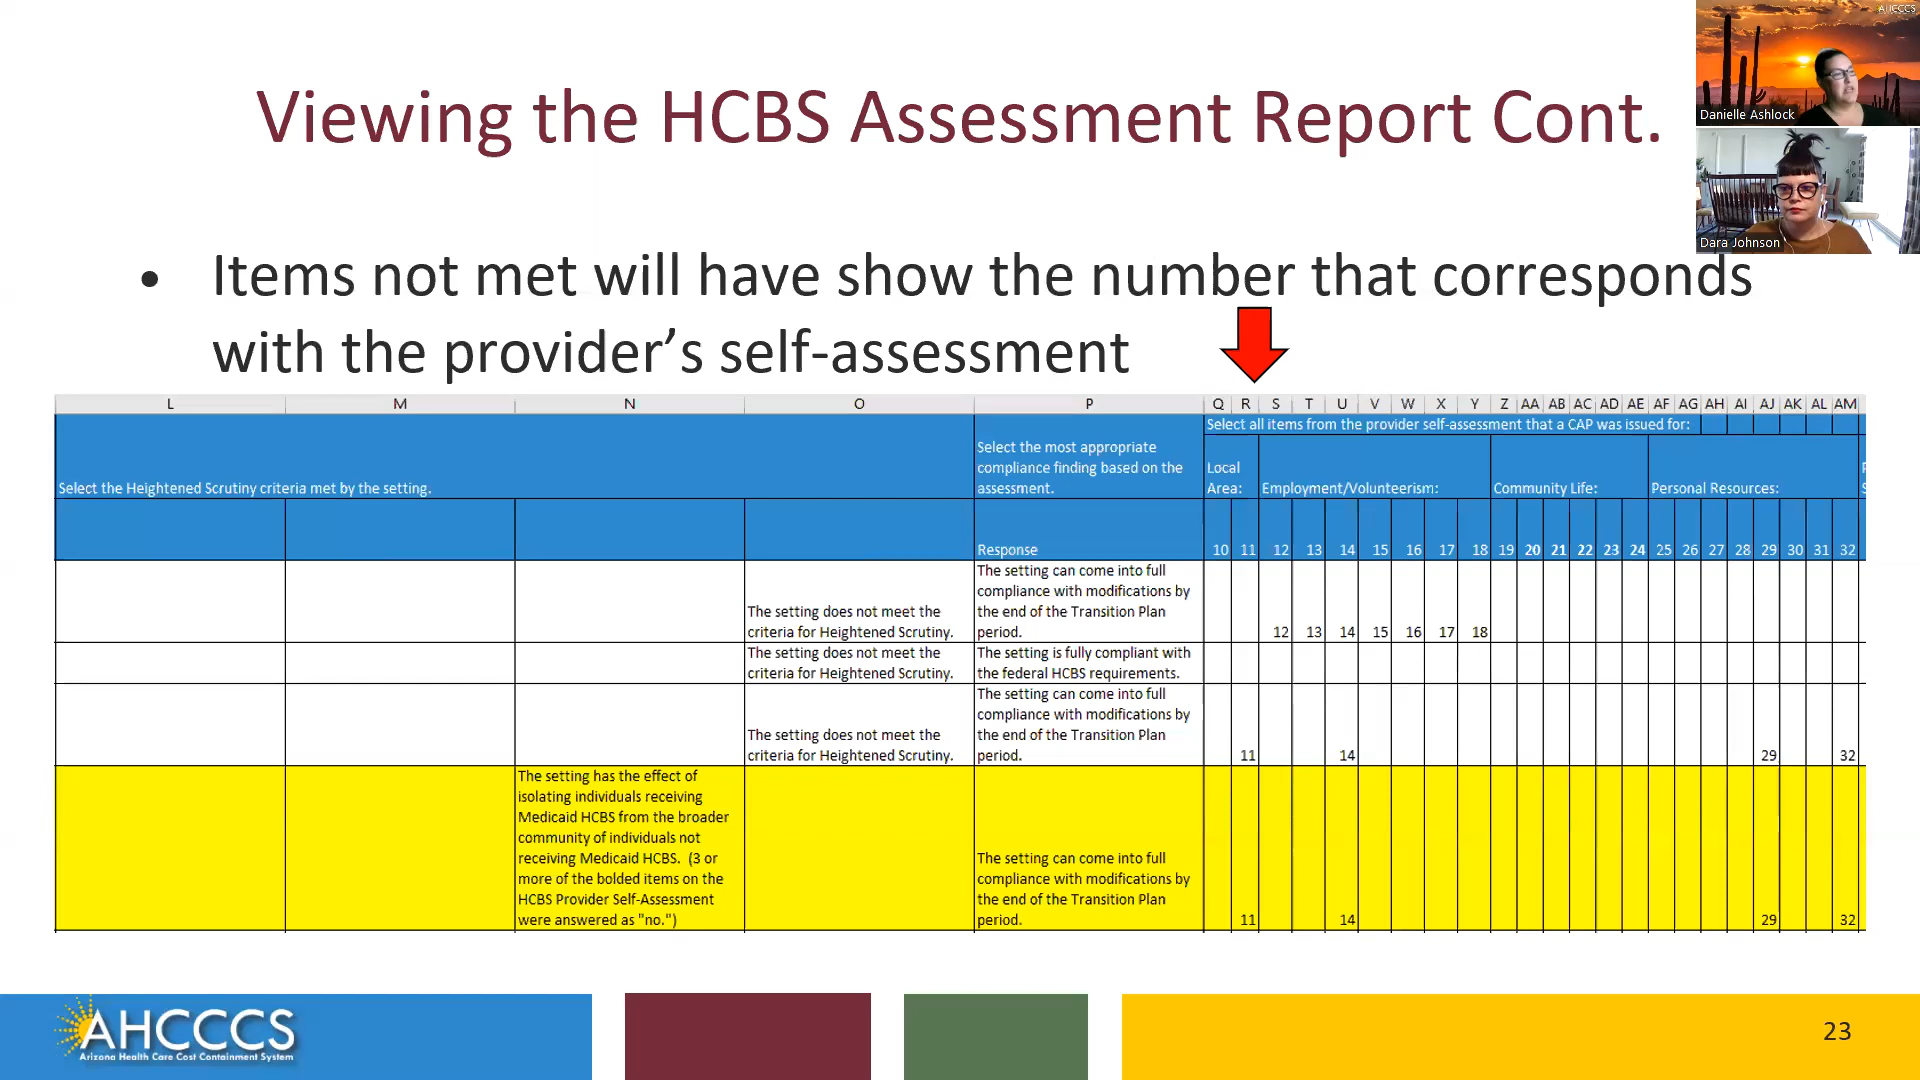 AHCCCS
Viewing the HCBS Assessment Report Cont.
Danielle Ashlock
Dara Johnson
• Items not met will have show the number that corresponds
with the provider’s self-assessment
L M N O P Q R S T U V W X Y Z AA AB AC AD AE AF AG AH AI AJ AK AL AM
Select all items from the provider self-assessment that a CAP was issued for:
Select the Heightened Scrutiny criteria met by the setting.
Select the most appropriate
compliance finding based on the
assessment.
Local
Area:
Employment/Volunteerism:
Community Life:
Personal Resources:
Response 10 11 12 13 14 15 16 17 18 19 20 21 22 23 24 25 26 27 28 29 30 31 32
The setting does not meet the
criteria for Heightened Scrutiny.
The setting can come into full
compliance with modifications by
the end of the Transition Plan
period.
12 13 14 15 16 17 18
The setting does not meet the
criteria for Heightened Scrutiny.
The setting is fully compliant with
the federal HCBS requirements.
The setting does not meet the
criteria for Heightened Scrutiny.
The setting can come into full
compliance with modifications by
the end of the Transition Plan
period.
11 14 29 32
The setting has the effect of
isolating individuals receiving
Medicaid HCBS from the broader
community of individuals not
receiving Medicaid HCBS. (3 or
more of the bolded items on the
HCBS Provider Self-Assessment
were answered as "no.")
The setting can come into full
compliance with modifications by
the end of the Transition Plan
period.
11 14 29 32
AHCCCS
Arizona Health Care Cost Containment System
23